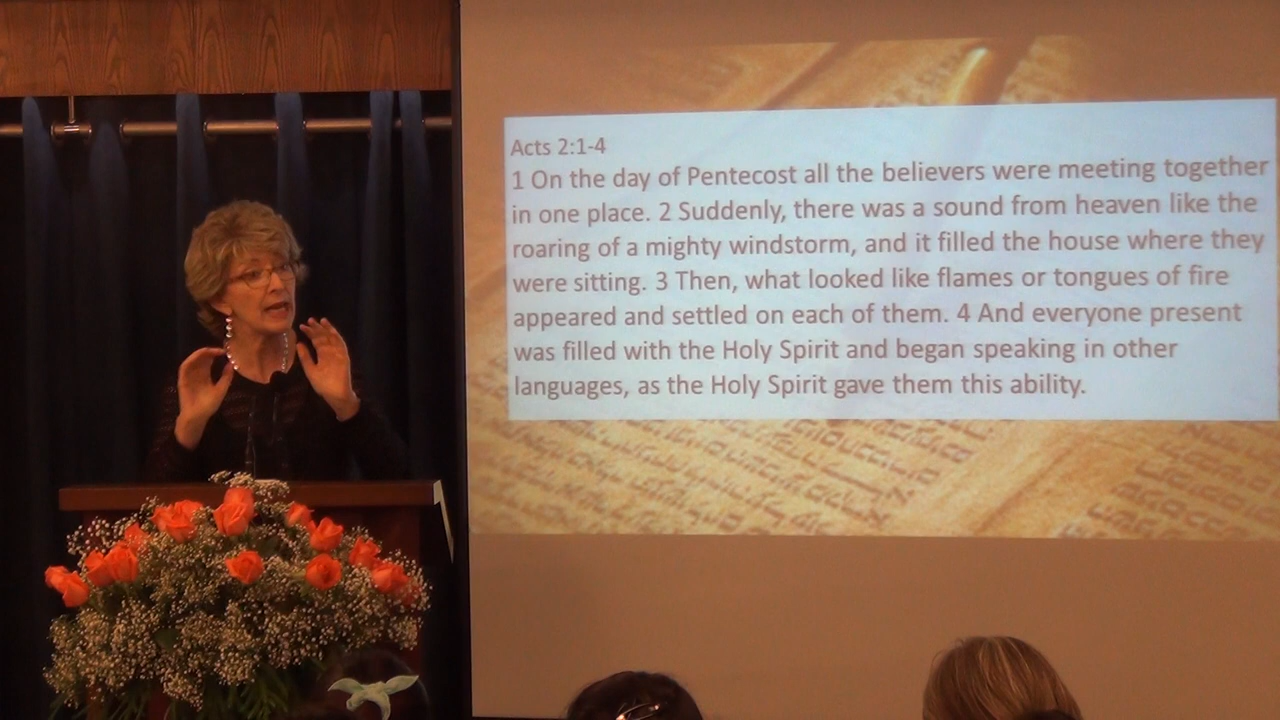 Acts 2:1-4
1 On the day of Pentecost all the believers were meeting together
in one place. 2 Suddenly, there was a sound from heaven like the
roaring of a mighty windstorm, and it filled the house where they
were sitting. 3 Then, what looked like flames or tongues of fire
appeared and settled on each of them. 4 And everyone present
was filled with the Holy Spirit and began speaking in other
languages, as the Holy Spirit gave them this ability.